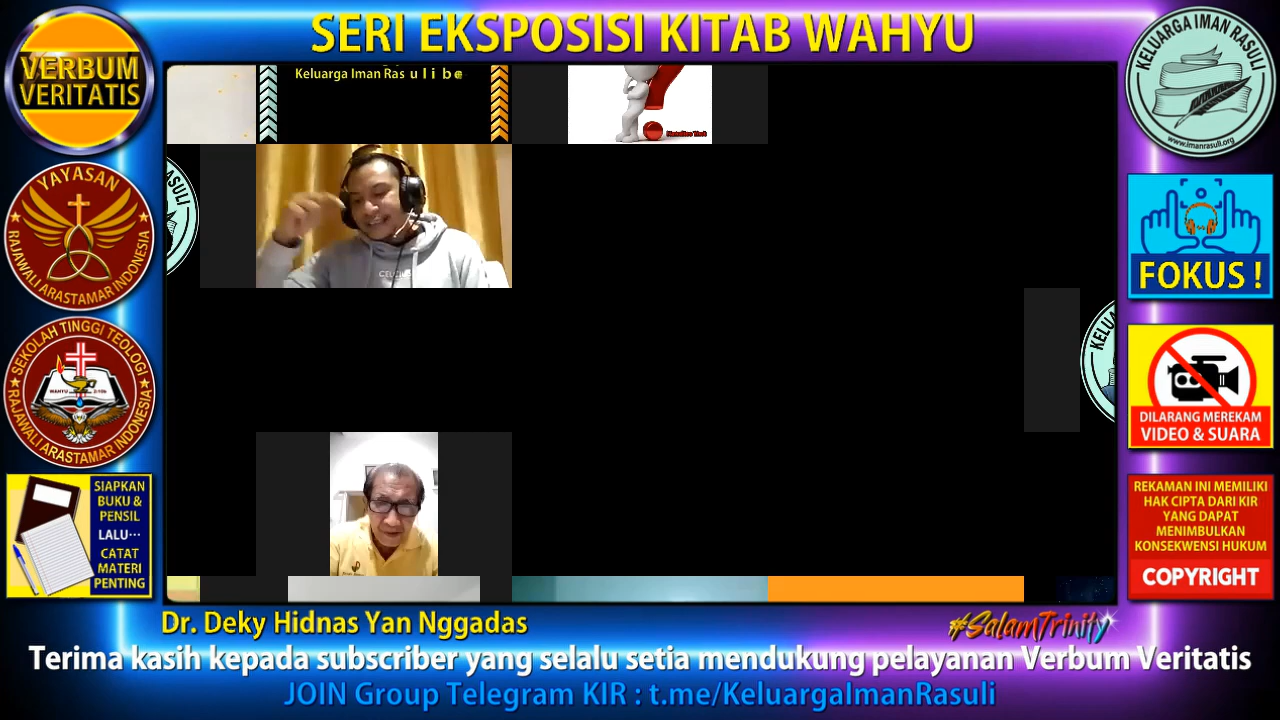 SERI EKSPOSISI KITAB WAHYU
VERBUM
VERITATIS
KELUARGA IMAN RASULI
www.imanrasuli.org
Keluarga Iman Rasulibe
YAYASAN
RAJAWALI ARASTAMAR INDONESIA
FOKUS !
SEKOLAH TINGGI TEOLOGI
RAJAWALI ARASTAMAR INDONESIA
WAHYU
DILARANG MEREKAM
VIDEO & SUARA
SIAPKAN
BUKU &
PENSIL
LALU...
CATAT
MATERI
PENTING
REKAMAN INI MEMILIKI
HAK CIPTA DARI KIR
YANG DAPAT
MENIMBULKAN
KONSEKWENSI HUKUM
COPYRIGHT
Dr. Deky Hidnas Yan Nggadas
#SalamTrinity
Terima kasih kepada subscriber yang selalu setia mendukung pelayanan Verbum Veritatis
JOIN Group Telegram KIR : t.me/KeluargaImanRasuli